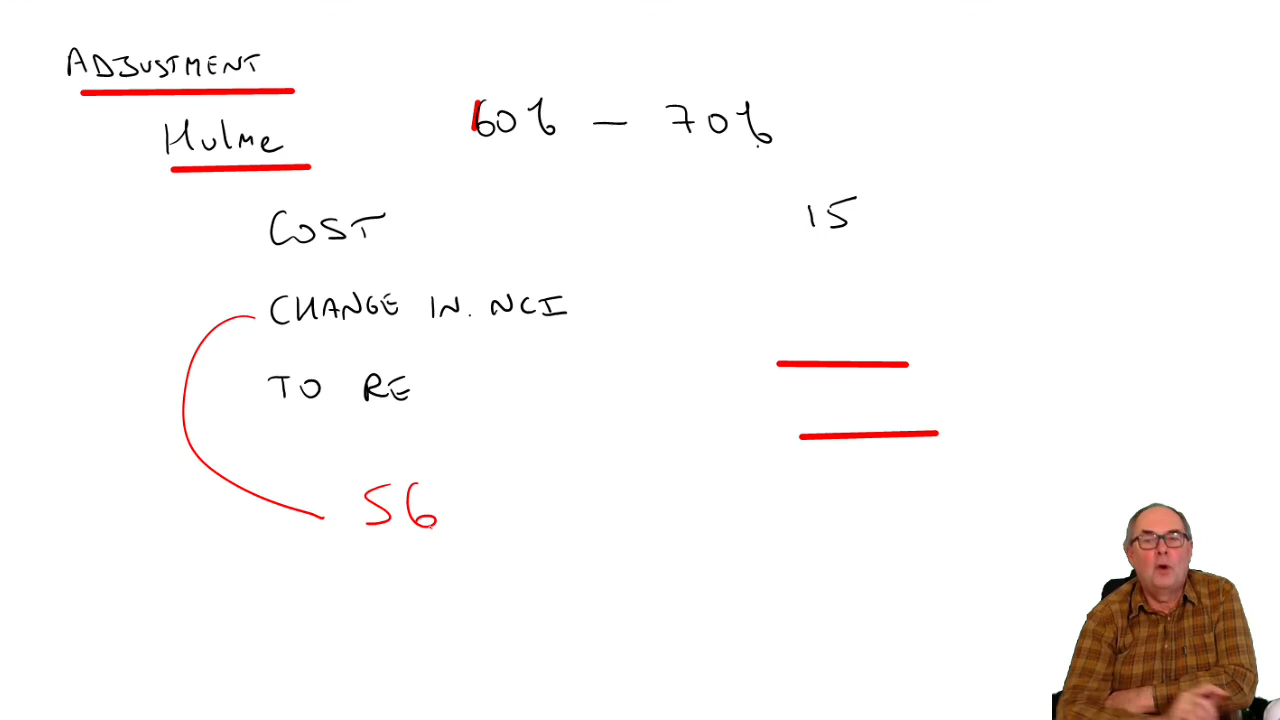 ADJUSTMENT
Hulme 60% - 70%
COST 15
CHANGE IN. NCI
TO RE
56